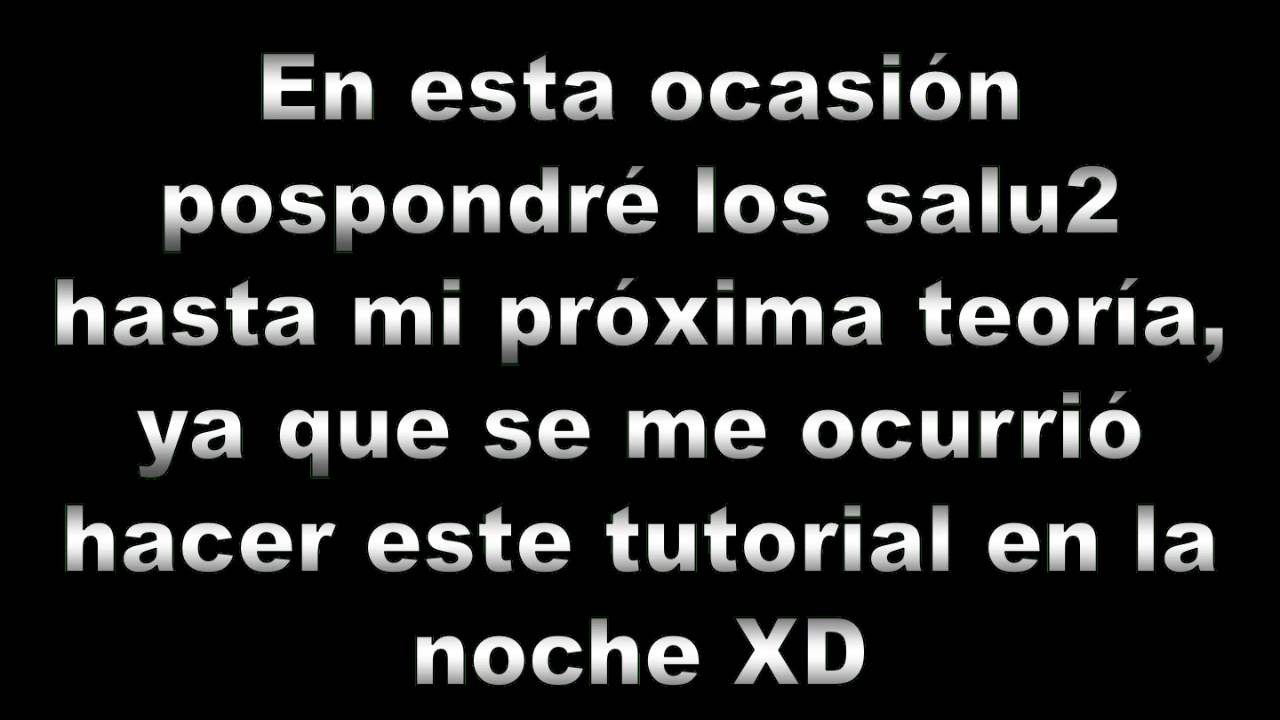 En esta ocasión
pospondré los salu2
hasta mi próxima teoría,
ya que se me ocurrió
hacer este tutorial en la
noche XD